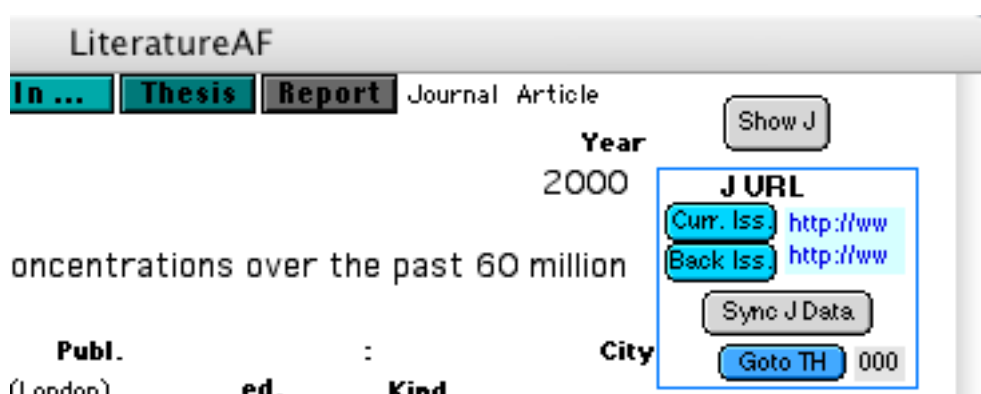 LiteratureAF
In ... Thesis Report Journal Article
Show J
Year
2000
J URL
Curr. Iss. http://ww
Back Iss. http://ww
oncentrations over the past 60 million
Sync J Data
Publ. : City
Goto TH 000
(London) ed. Kind